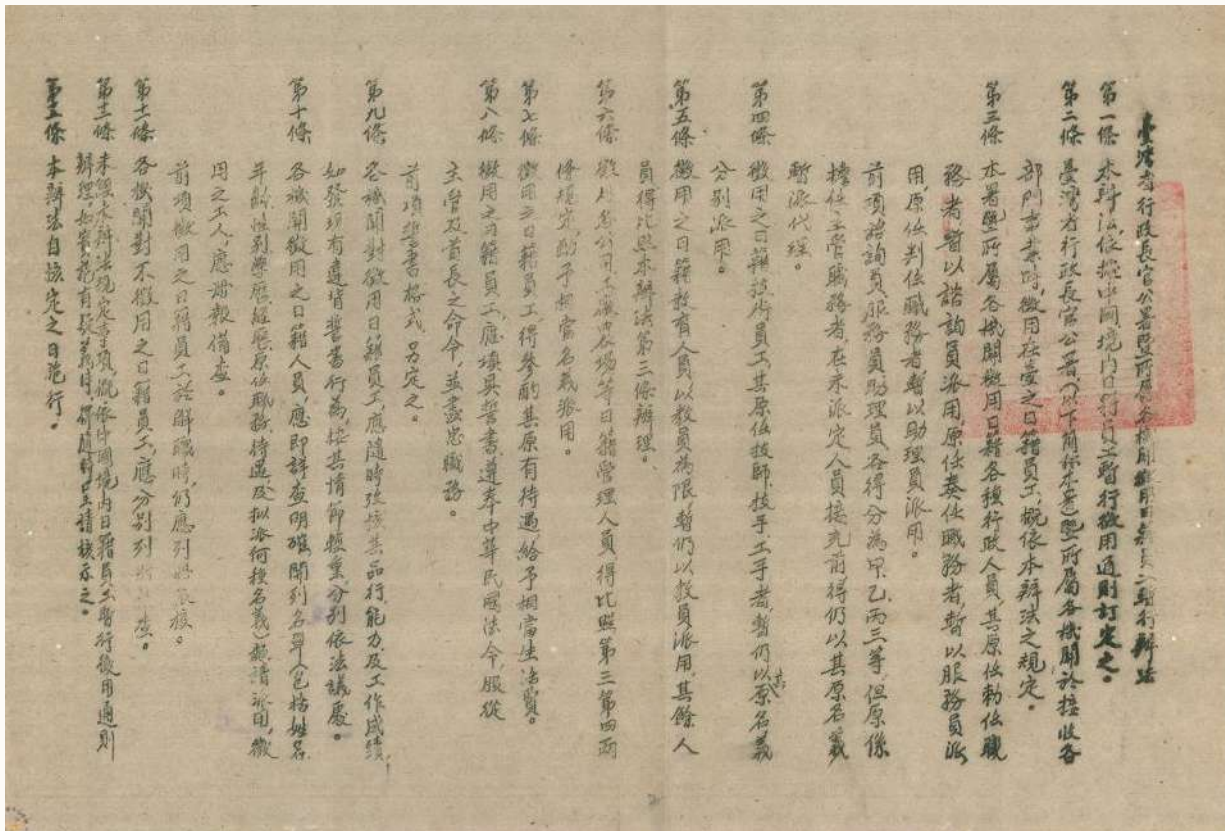 臺灣省行政長官公署暨所屬各機關徵用日籍員工暫行辦法
第一條 本辦法依據中國境內日籍員工暫行徵用通則訂定之。
第二條 臺灣省行政長官公署(以下簡稱本署)暨所屬各機關於接收各
部門事業時,徵用在臺之日籍員工,概依本辦法之規定。
第三條 本署暨所屬各機關徵用日籍各種行政人員,其原任勅任職
務者,暫以諮詢員派用,原任奏任職務者,暫以服務員派
用,原任判任職務者,暫以助理員派用。
前項諮詢員服務員助理員各得分為甲乙丙三等,但原係
擔任主管職務者,在未派定人員接充前得仍以其原名義
暫派代理。
第四條 徵用之日籍技術員工,其原任技師、技手、工手者,暫仍以原名義
分別派用。
第五條 徵用之日籍教育人員以教員為限,暫仍以教員派用,其餘人
員得比照本辦法第三條辦理。
第六條 徵用各公司工廠農場等日籍管理人員得比照第三第四兩
條規定,酌予相當名義派用。
第七條 徵用之日籍員工得參酌其原有待遇,給予相當生活費。
第八條 徵用之日籍員工應填具誓書,遵奉中華民國法令,服從
主管及首長之命令,並盡忠職務。
前項誓書格式,另定之。
第九條 各機關對徵用日籍員工,應隨時考核其品行能力及工作成績,
如發現有違背誓書行為,按其情節輕重,分別依法議處。
第十條 各機關徵用之日籍人員,應即詳查明確,開列名單(包括姓名
年齡性別學歷經歷原任職務待遇及擬派何種名義)報請派用,徵
用之工人,應證報備查。
前項徵用之日籍員工於解職時,仍應列冊報核。
第十一條 各機關對不徵用之日籍員工,應分別列冊
第十二條 未經本辦法規定事項,概依中國境內日籍員工暫行徵用通則
辦理,如實施有疑義時,得隨時呈請核示之。
第十三條 本辦法自核定之日施行。